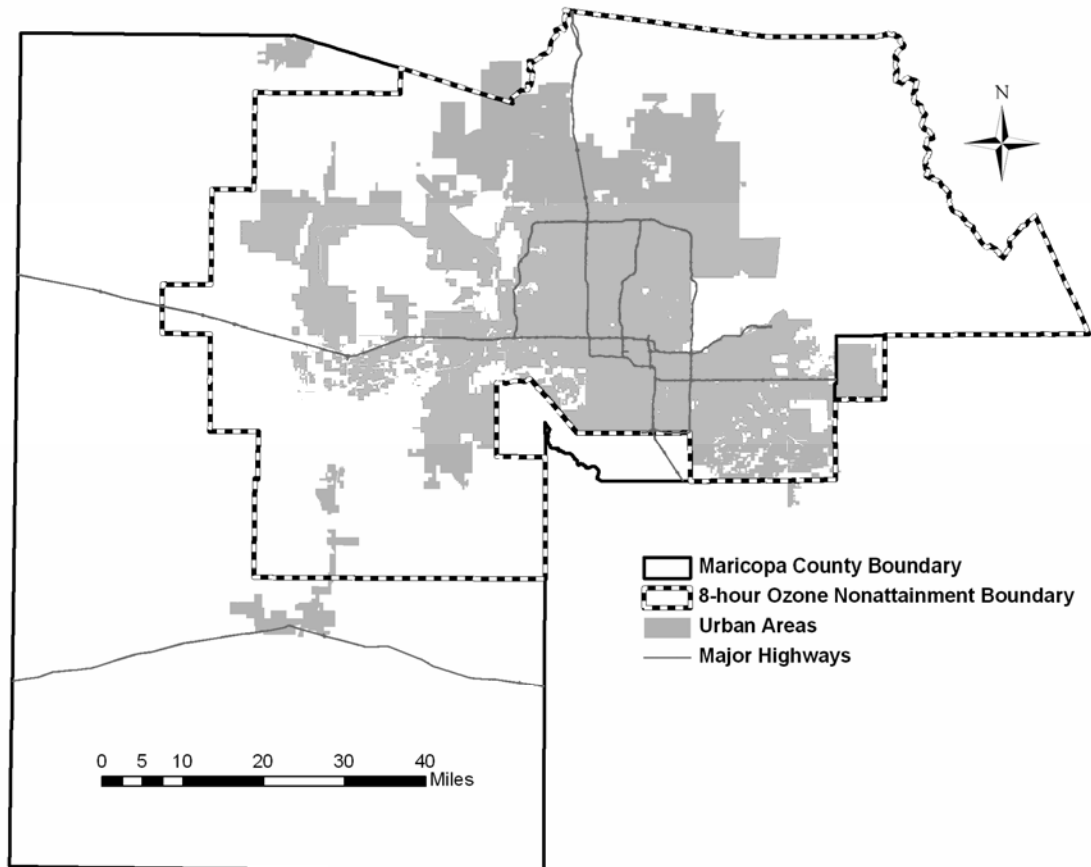 N
Maricopa County Boundary
8-hour Ozone Nonattainment Boundary
Urban Areas
Major Highways
0 5 10 20 30 40
Miles